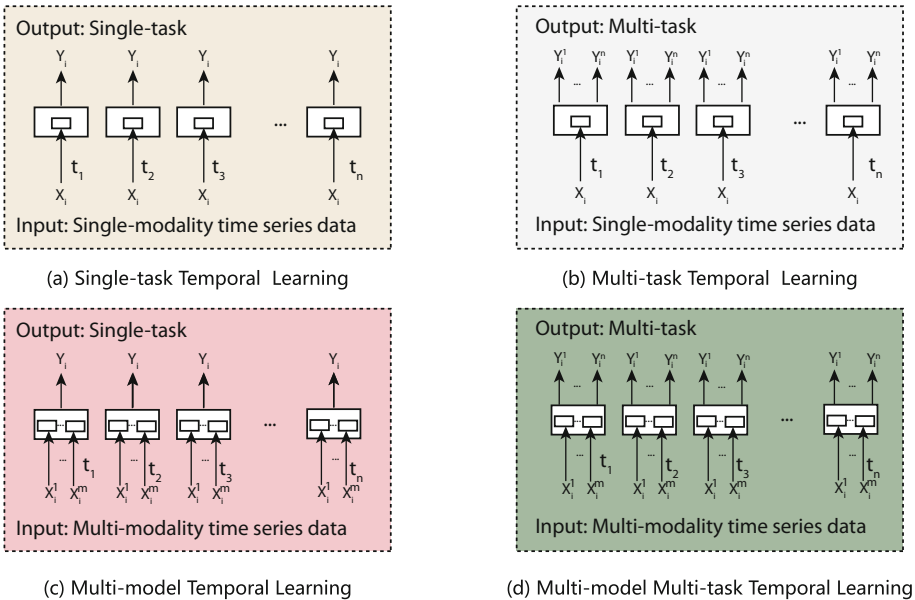 Output: Single-task
Y_i Y_i Y_i Y_i
...
t_1 t_2 t_3 t_n
X_i X_i X_i X_i
Input: Single-modality time series data
(a) Single-task Temporal Learning
Output: Multi-task
Y_i^1 Y_i^n Y_i^1 Y_i^n Y_i^1 Y_i^n Y_i^1 Y_i^n
... ... ... ...
...
t_1 t_2 t_3 t_n
X_i X_i X_i X_i
Input: Single-modality time series data
(b) Multi-task Temporal Learning
Output: Single-task
Y_i Y_i Y_i Y_i
... ... ... ... ...
... ... ... ...
t_1 t_2 t_3 t_n
X_i^1 X_i^m X_i^1 X_i^m X_i^1 X_i^m X_i^1 X_i^m
Input: Multi-modality time series data
(c) Multi-model Temporal Learning
Output: Multi-task
Y_i^1 Y_i^n Y_i^1 Y_i^n Y_i^1 Y_i^n Y_i^1 Y_i^n
... ... ... ...
... ... ... ... ...
... ... ... ...
t_1 t_2 t_3 t_n
X_i^1 X_i^m X_i^1 X_i^m X_i^1 X_i^m X_i^1 X_i^m
Input: Multi-modality time series data
(d) Multi-model Multi-task Temporal Learning